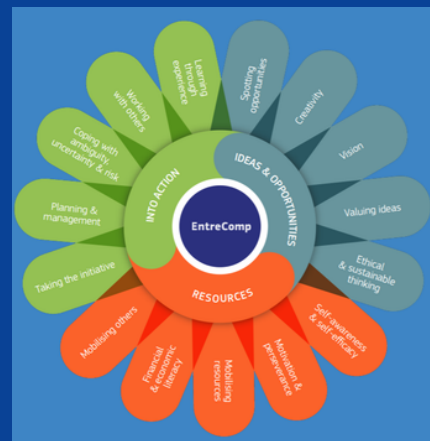 EntreComp
IDEAS & OPPORTUNITIES
Spotting
opportunities
Creativity
Vision
Valuing ideas
Ethical
& sustainable
thinking
RESOURCES
Self-awareness
& self-efficacy
Motivation &
perseverance
Mobilising
resources
Financial
& economic
literacy
Mobilising others
INTO ACTION
Taking the initiative
Planning &
management
Coping with
ambiguity,
uncertainty & risk
Working
with others
Learning
through
experience